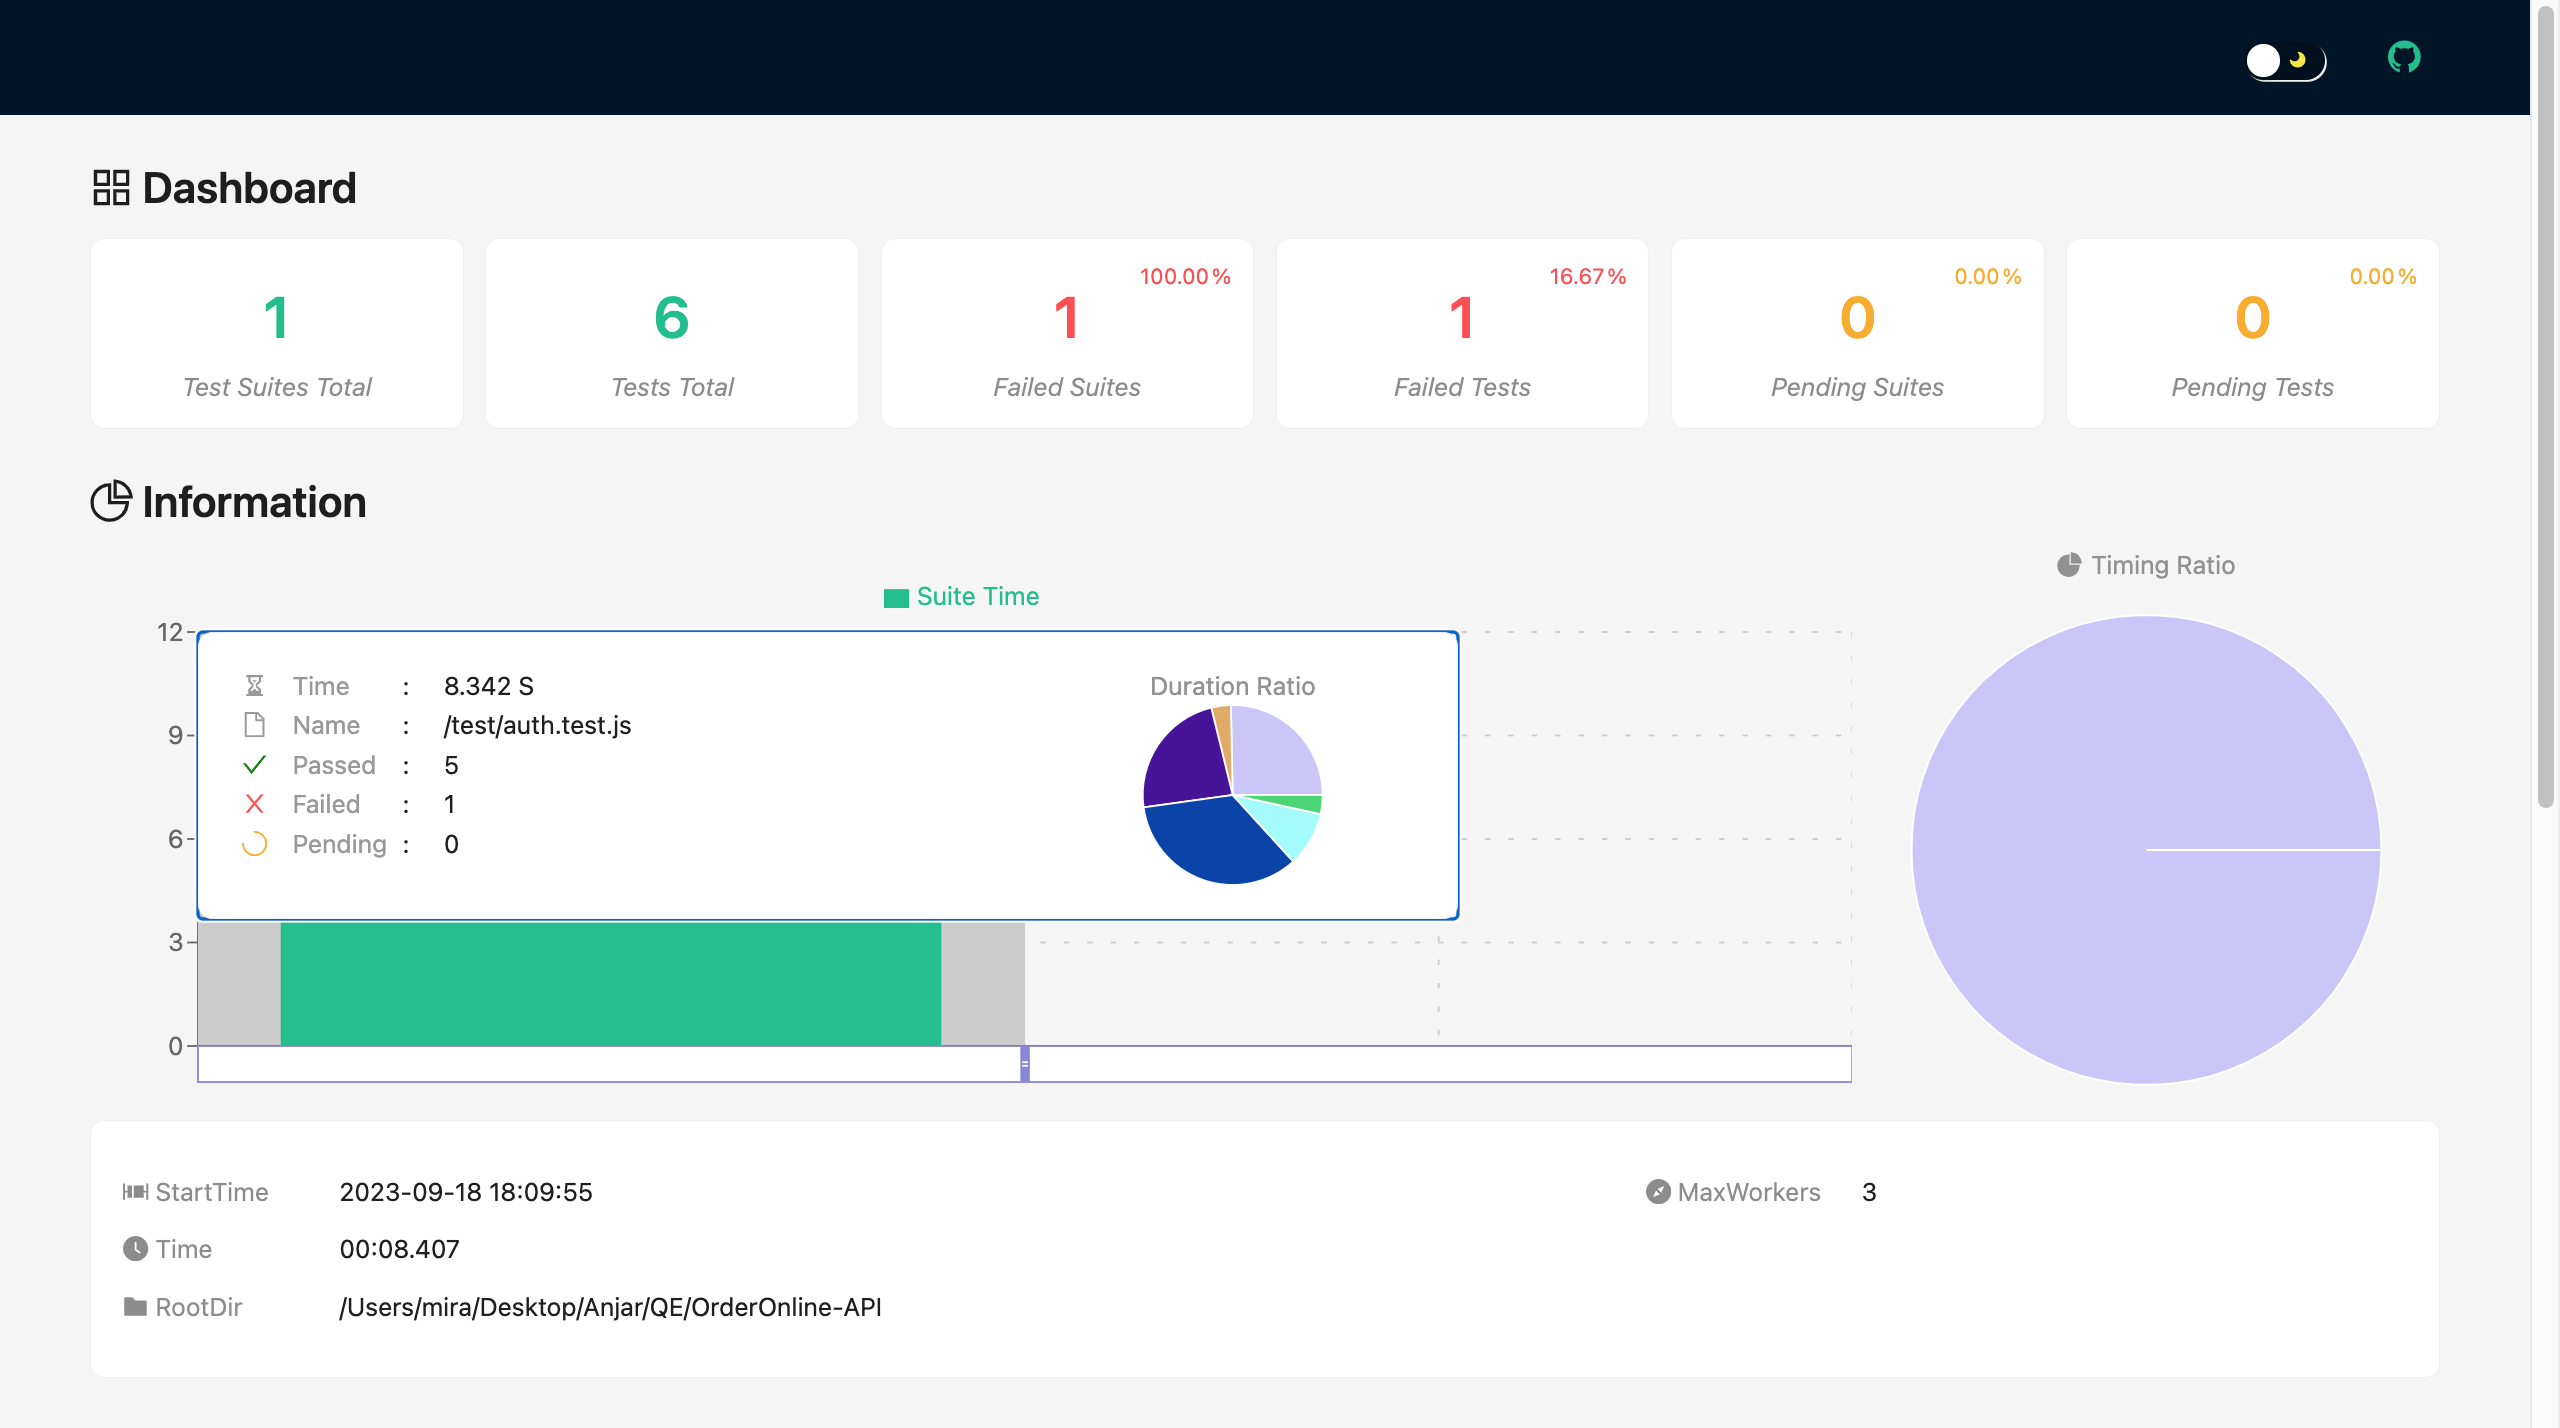 Dashboard
1
Test Suites Total
6
Tests Total
100.00%
1
Failed Suites
16.67%
1
Failed Tests
0.00%
0
Pending Suites
0.00%
0
Pending Tests
Information
Suite Time
Timing Ratio
12
9
6
3
0
Time : 8.342 S
Name : /test/auth.test.js
Passed : 5
Failed : 1
Pending : 0
Duration Ratio
StartTime 2023-09-18 18:09:55
MaxWorkers 3
Time 00:08.407
RootDir /Users/mira/Desktop/Anjar/QE/OrderOnline-API